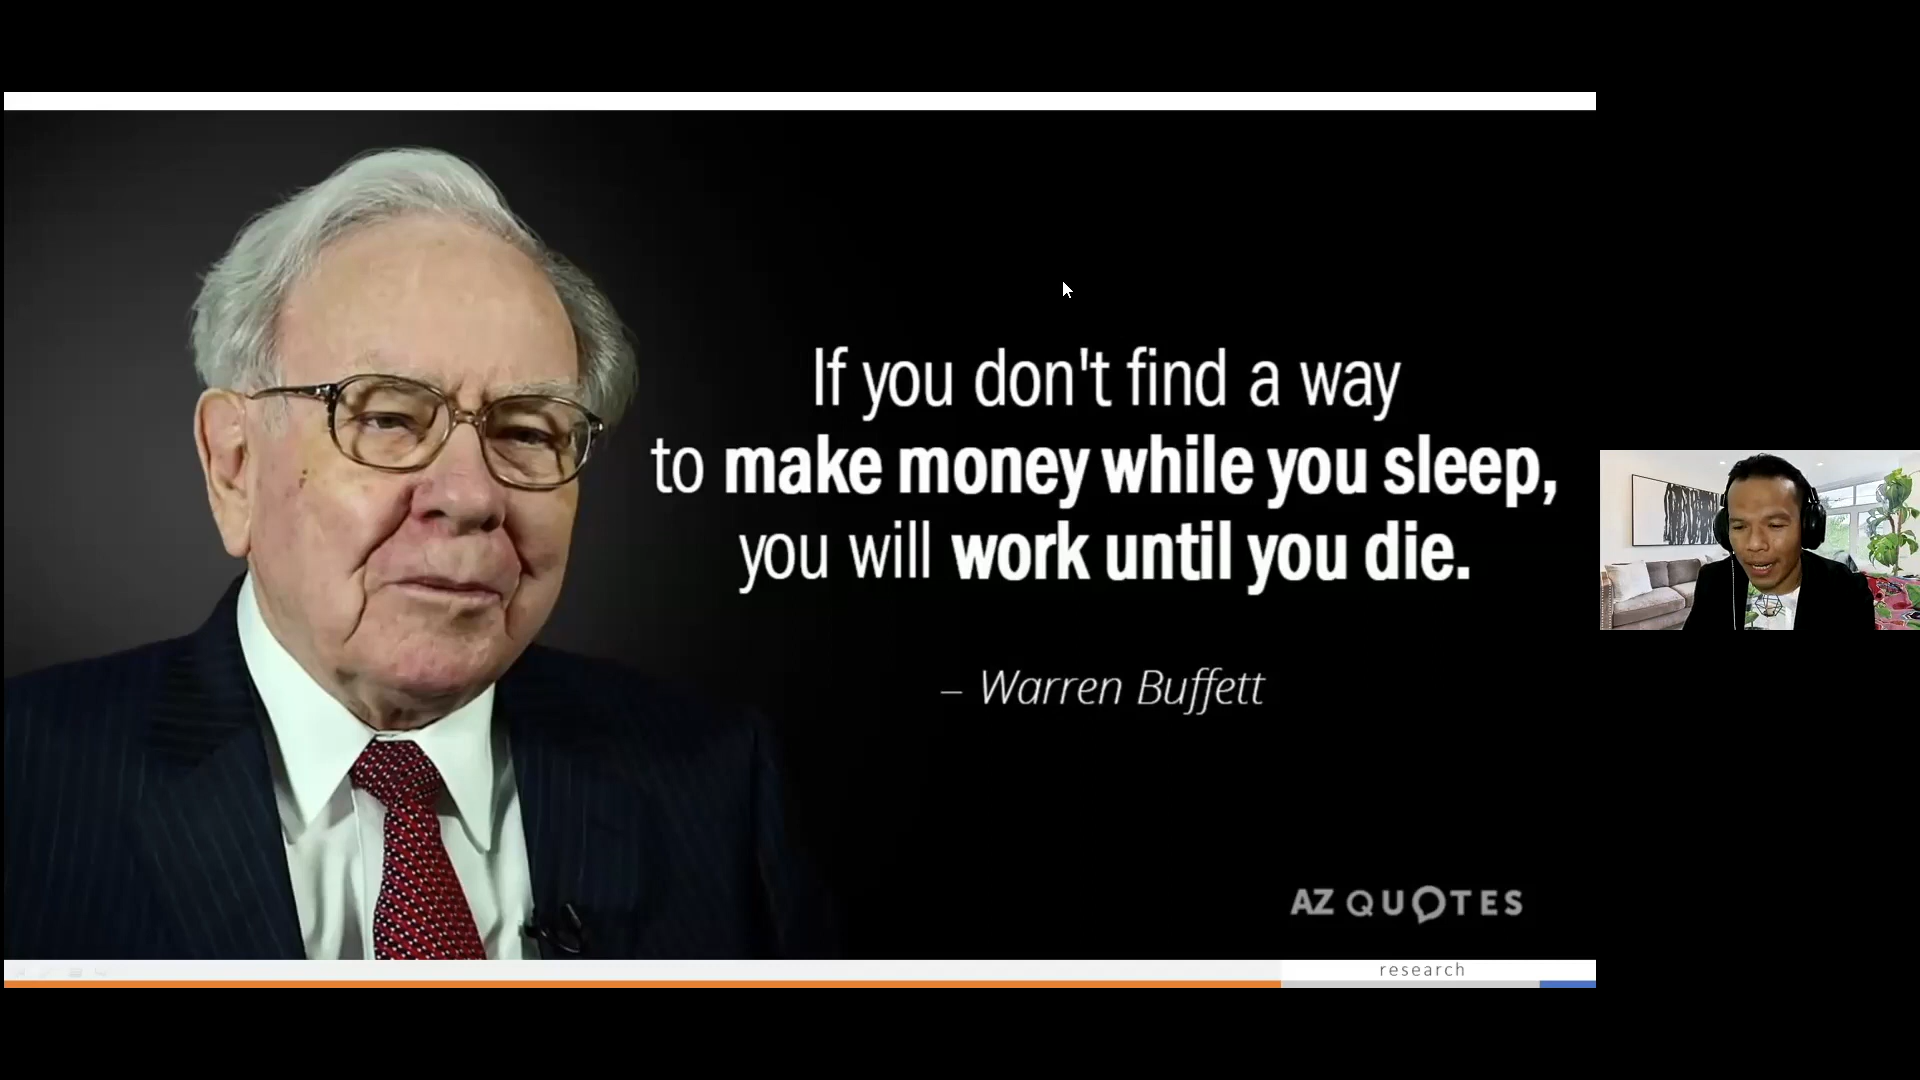 If you don't find a way
to make money while you sleep,
you will work until you die.
– Warren Buffett
AZ QUOTES
research